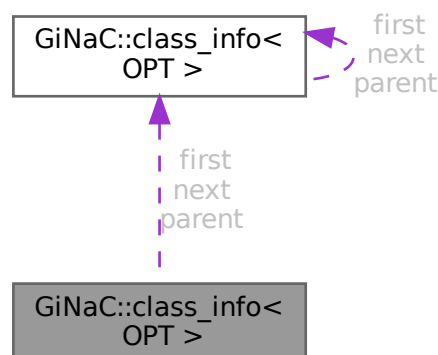 GiNaC::class_info<
OPT >
first
next
parent
first
next
parent
GiNaC::class_info<
OPT >